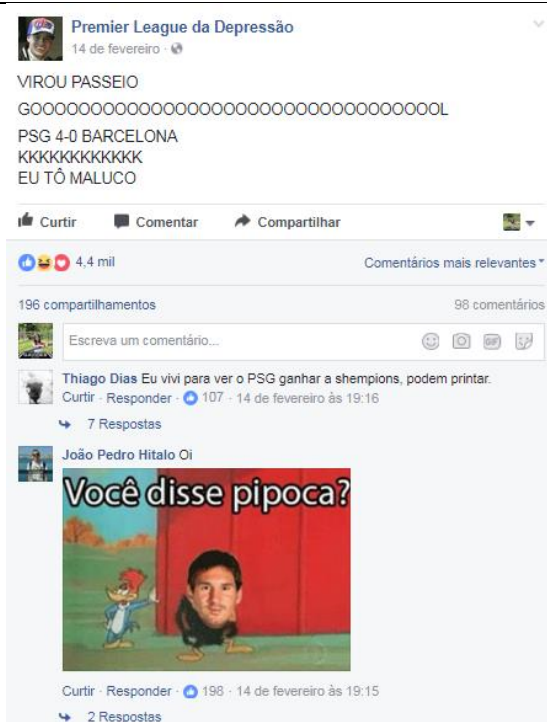 Premier League da Depressão
14 de fevereiro ·
VIROU PASSEIO
GOOOOOOOOOOOOOOOOOOOOOOOOOOOOOOOOOOL
PSG 4-0 BARCELONA
KKKKKKKKKKKK
EU TÔ MALUCO
Curtir Comentar Compartilhar
4,4 mil Comentários mais relevantes
196 compartilhamentos 98 comentários
Escreva um comentário...
GIF
Thiago Dias Eu vivi para ver o PSG ganhar a shempions, podem printar.
Curtir · Responder · 107 · 14 de fevereiro às 19:16
7 Respostas
João Pedro Hitalo Oi
Você disse pipoca?
Curtir · Responder · 198 · 14 de fevereiro às 19:15
2 Respostas